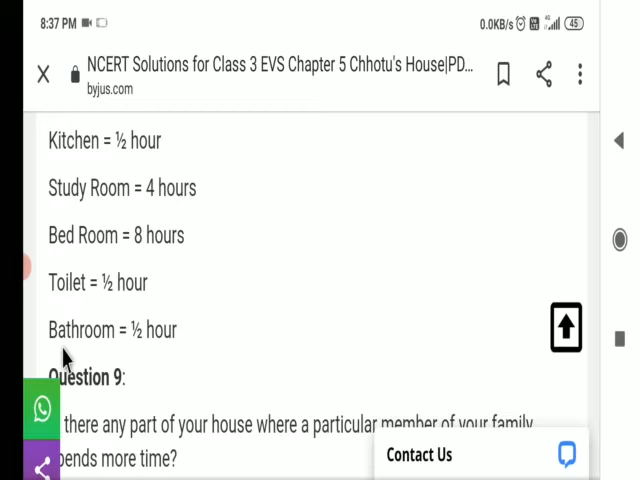 8:37 PM 0.0KB/s 45
NCERT Solutions for Class 3 EVS Chapter 5 Chhotu's House|PD...
byjus.com
Kitchen = ½ hour
Study Room = 4 hours
Bed Room = 8 hours
Toilet = ½ hour
Bathroom = ½ hour
Question 9:
there any part of your house where a particular member of your family
pends more time?
Contact Us